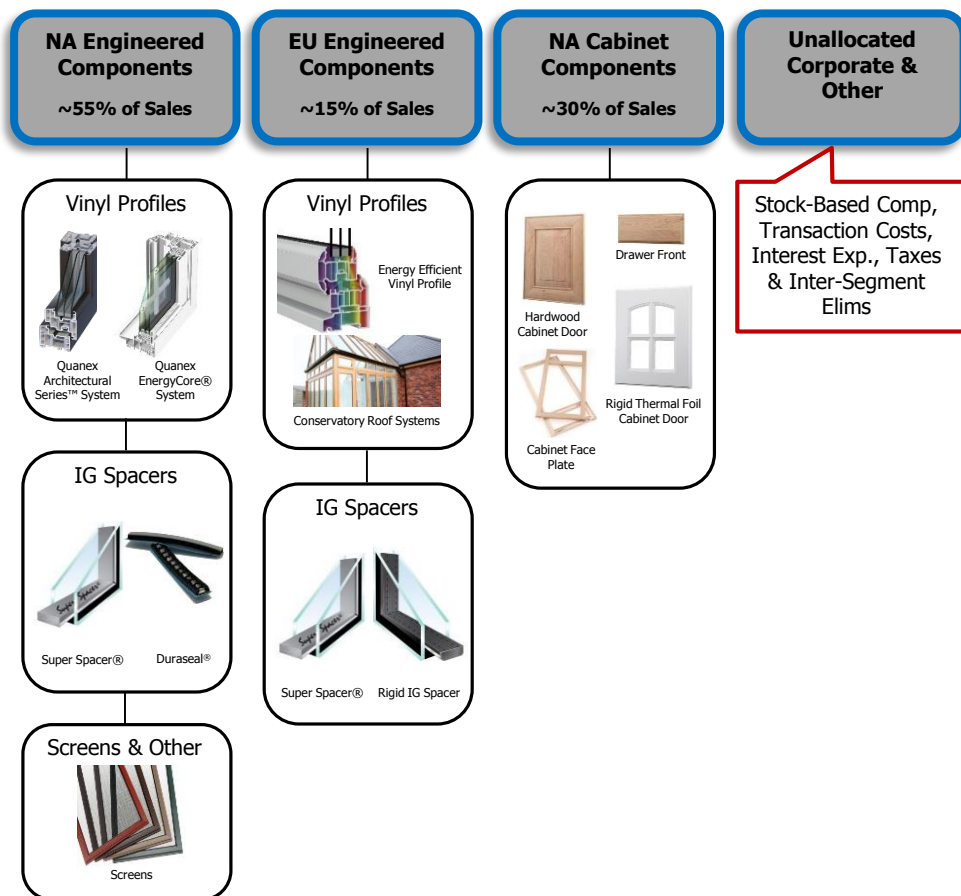 NA Engineered
Components
~55% of Sales
EU Engineered
Components
~15% of Sales
NA Cabinet
Components
~30% of Sales
Unallocated
Corporate &
Other
Vinyl Profiles
Quanex
Architectural
Series™ System
Quanex
EnergyCore®
System
IG Spacers
Super Spacer®
Super Spacer®
Duraseal®
Screens & Other
Screens
Vinyl Profiles
Energy Efficient
Vinyl Profile
Conservatory Roof Systems
IG Spacers
Super Spacer®
Super Spacer®
Rigid IG Spacer
Drawer Front
Hardwood
Cabinet Door
Rigid Thermal Foil
Cabinet Door
Cabinet Face
Plate
Stock-Based Comp,
Transaction Costs,
Interest Exp., Taxes
& Inter-Segment
Elims